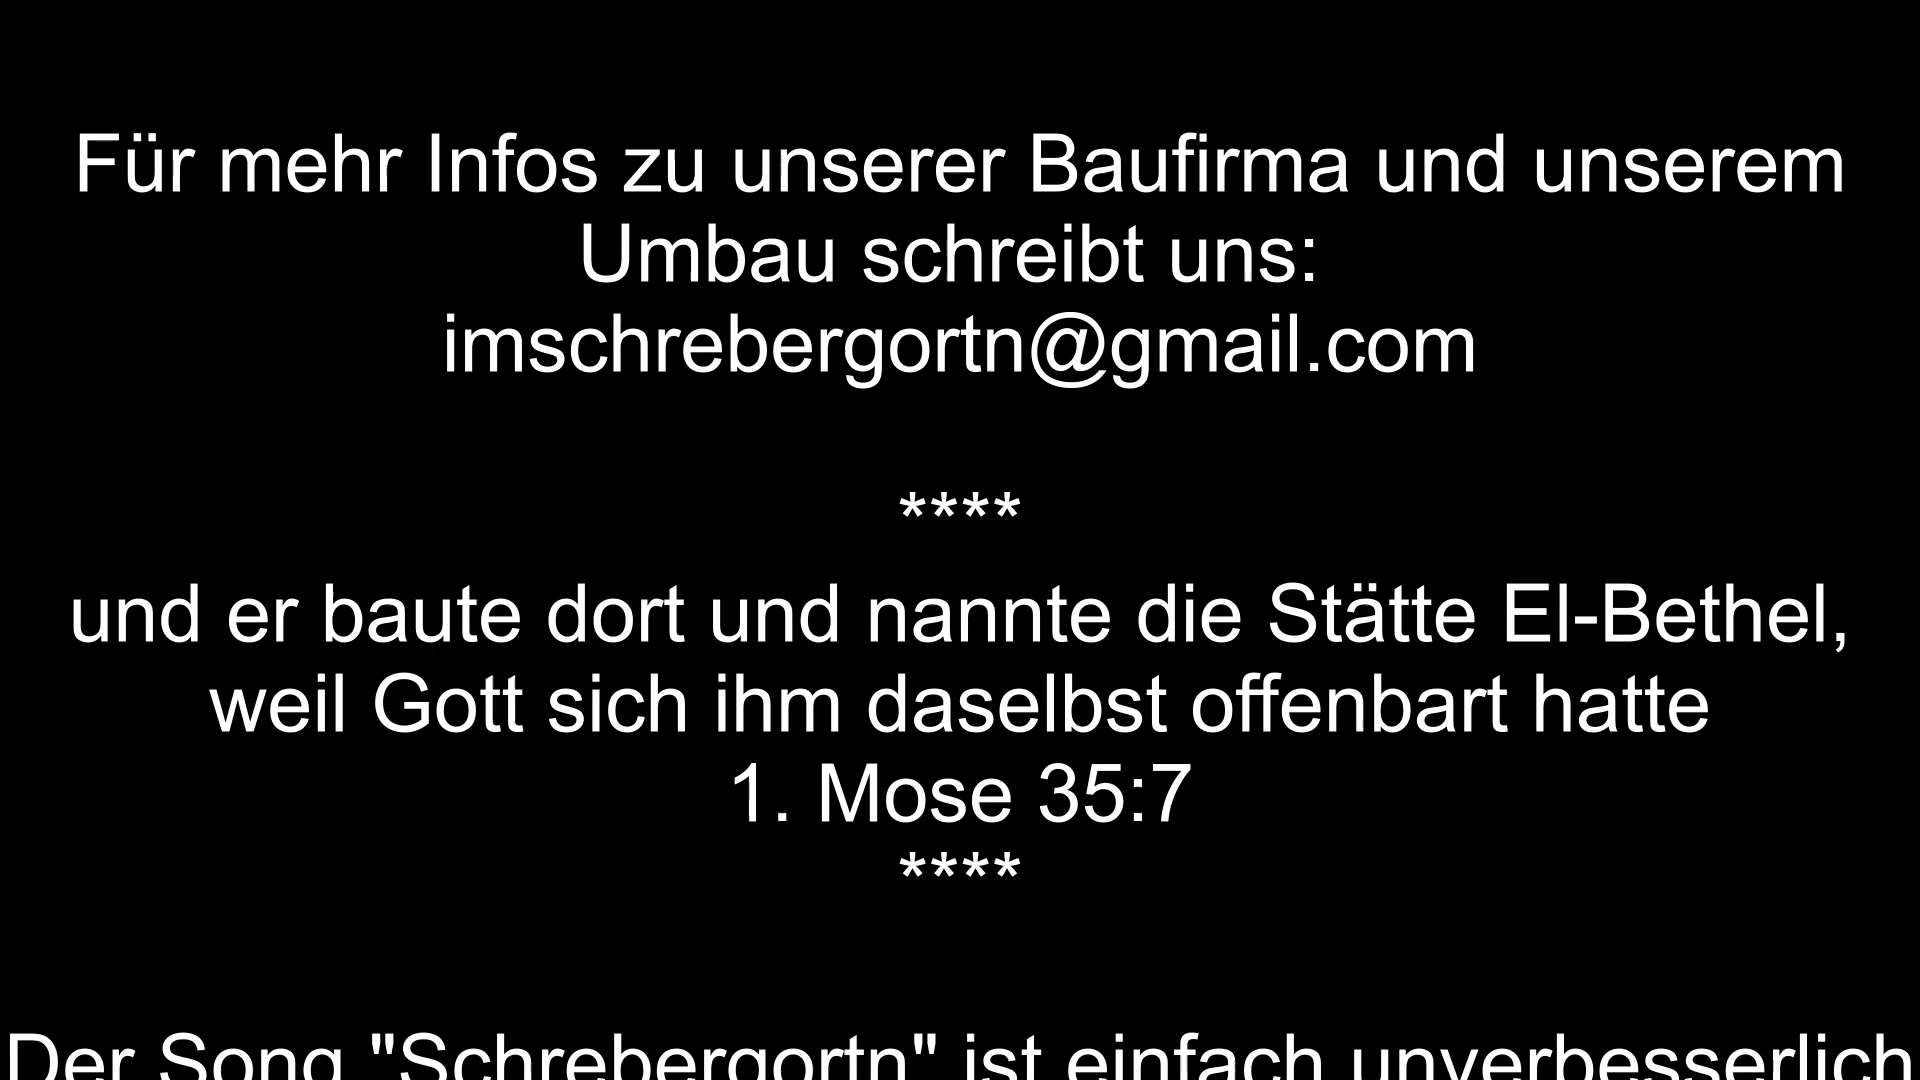 Für mehr Infos zu unserer Baufirma und unserem
Umbau schreibt uns:
imschrebergortn@gmail.com
****
und er baute dort und nannte die Stätte El-Bethel,
weil Gott sich ihm daselbst offenbart hatte
1. Mose 35:7
****
Der Song "Schrebergortn" ist einfach unverbesserlich